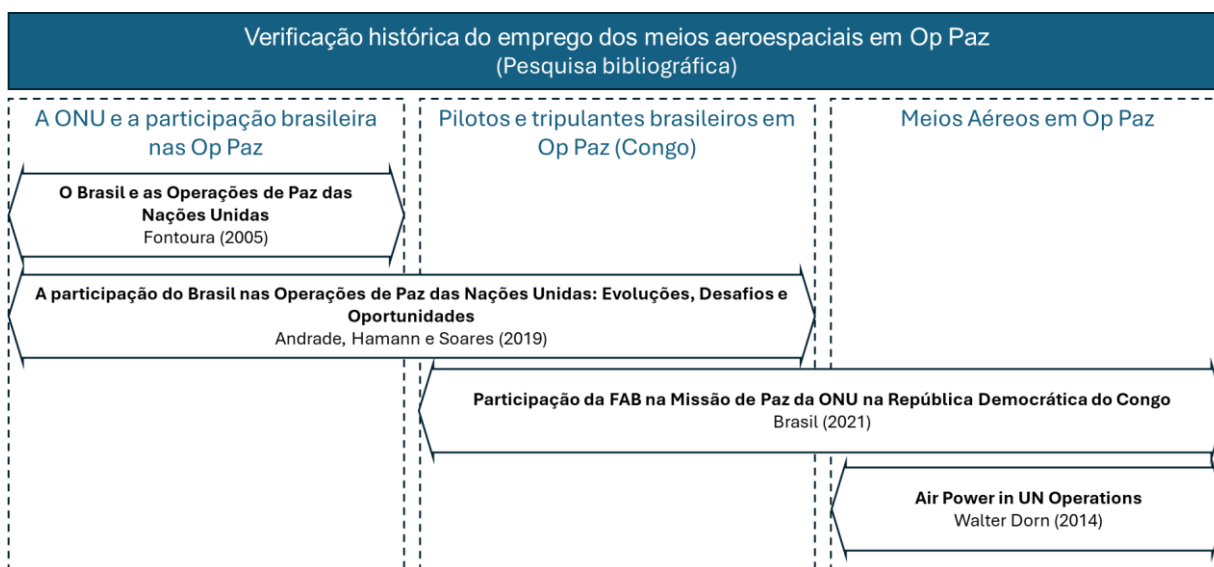 Verificação histórica do emprego dos meios aeroespaciais em Op Paz
(Pesquisa bibliográfica)
A ONU e a participação brasileira
nas Op Paz
Pilotos e tripulantes brasileiros em
Op Paz (Congo)
Meios Aéreos em Op Paz
O Brasil e as Operações de Paz das
Nações Unidas
Fontoura (2005)
A participação do Brasil nas Operações de Paz das Nações Unidas: Evoluções, Desafios e
Oportunidades
Andrade, Hamann e Soares (2019)
Participação da FAB na Missão de Paz da ONU na República Democrática do Congo
Brasil (2021)
Air Power in UN Operations
Walter Dorn (2014)